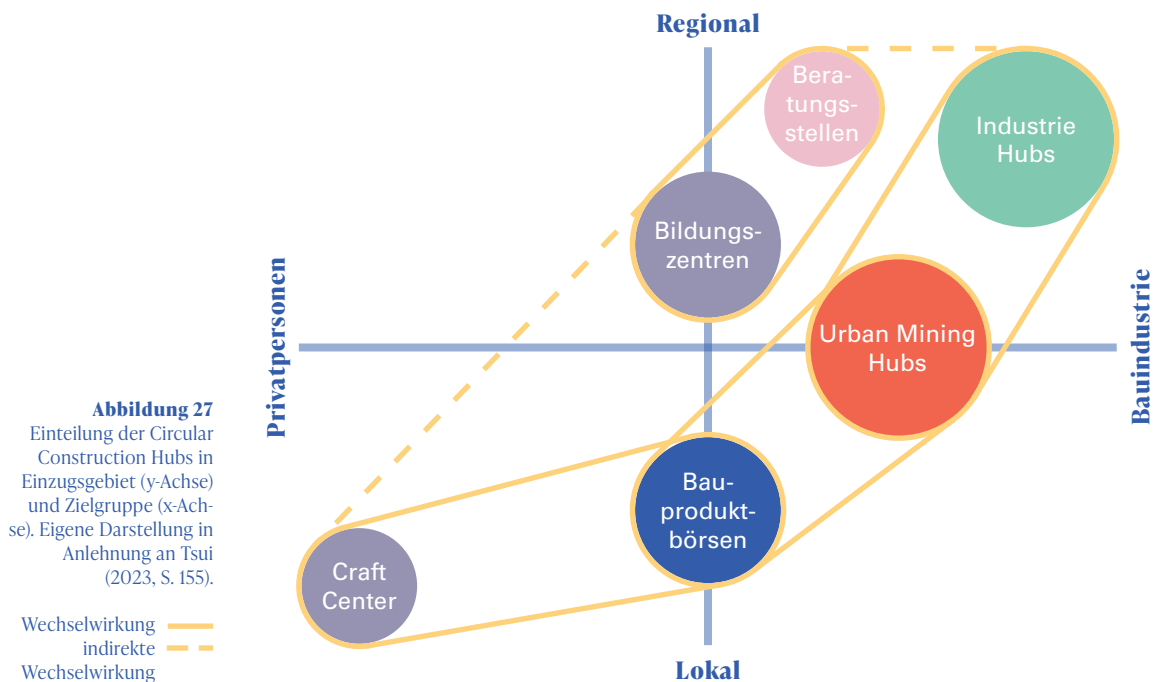 Regional
Bera-
tungs-
stellen
Industrie
Hubs
Bildungs-
zentren
Privatpersonen
Bauindustrie
Urban Mining
Hubs
Bau-
produkt-
börsen
Craft
Center
Lokal
Abbildung 27
Einteilung der Circular
Construction Hubs in
Einzugsgebiet (y-Achse)
und Zielgruppe (x-Ach-
se). Eigene Darstellung in
Anlehnung an Tsui
(2023, S. 155).
Wechselwirkung
indirekte
Wechselwirkung